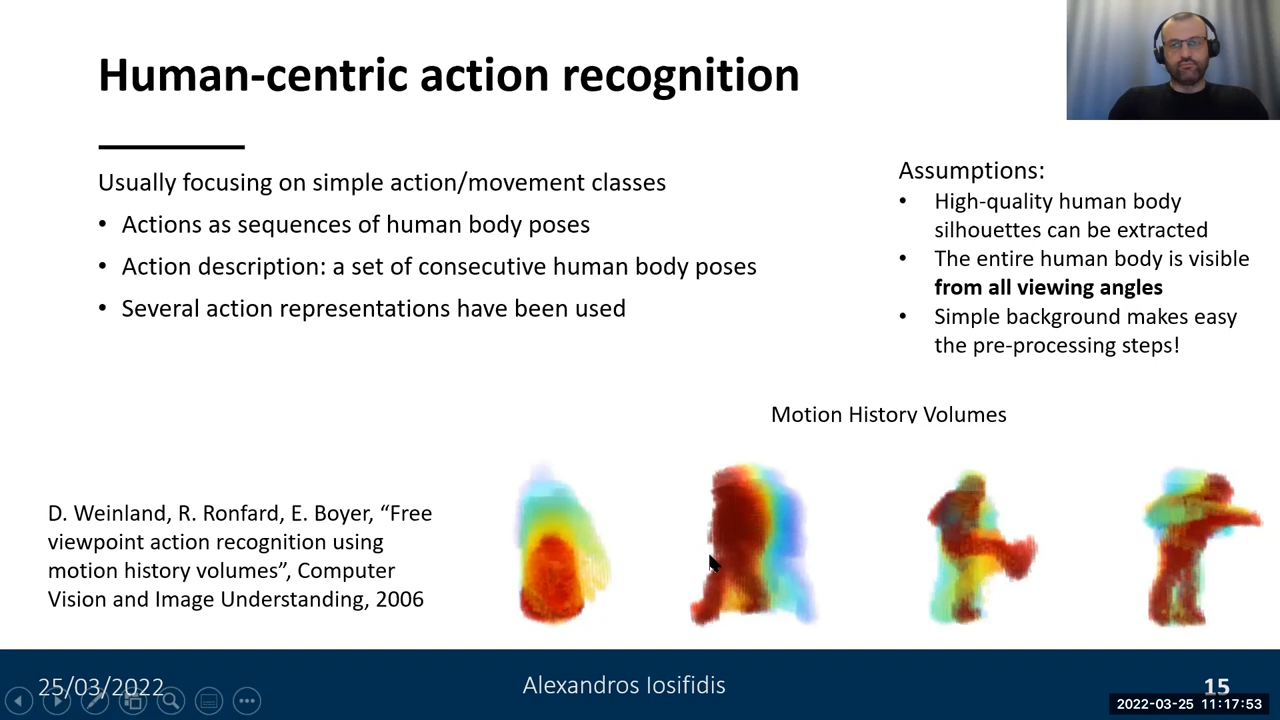 Human-centric action recognition
Usually focusing on simple action/movement classes
• Actions as sequences of human body poses
• Action description: a set of consecutive human body poses
• Several action representations have been used
Assumptions:
• High-quality human body
silhouettes can be extracted
• The entire human body is visible
from all viewing angles
• Simple background makes easy
the pre-processing steps!
Motion History Volumes
D. Weinland, R. Ronfard, E. Boyer, “Free
viewpoint action recognition using
motion history volumes”, Computer
Vision and Image Understanding, 2006
25/03/2022
Alexandros Iosifidis
15
2022-03-25 11:17:53